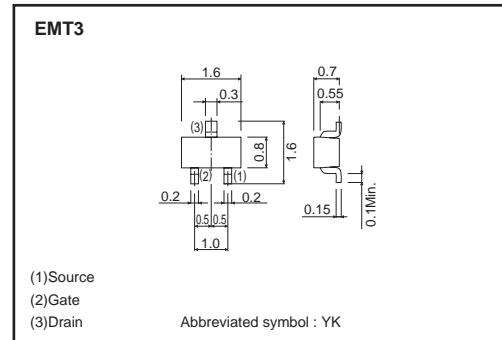 EMT3
1.6
0.3
(3)
0.8
1.6
(2)
(1)
0.2
0.2
0.5
0.5
1.0
0.7
0.55
0.15
0.1Min.
(1)Source
(2)Gate
(3)Drain
Abbreviated symbol : YK